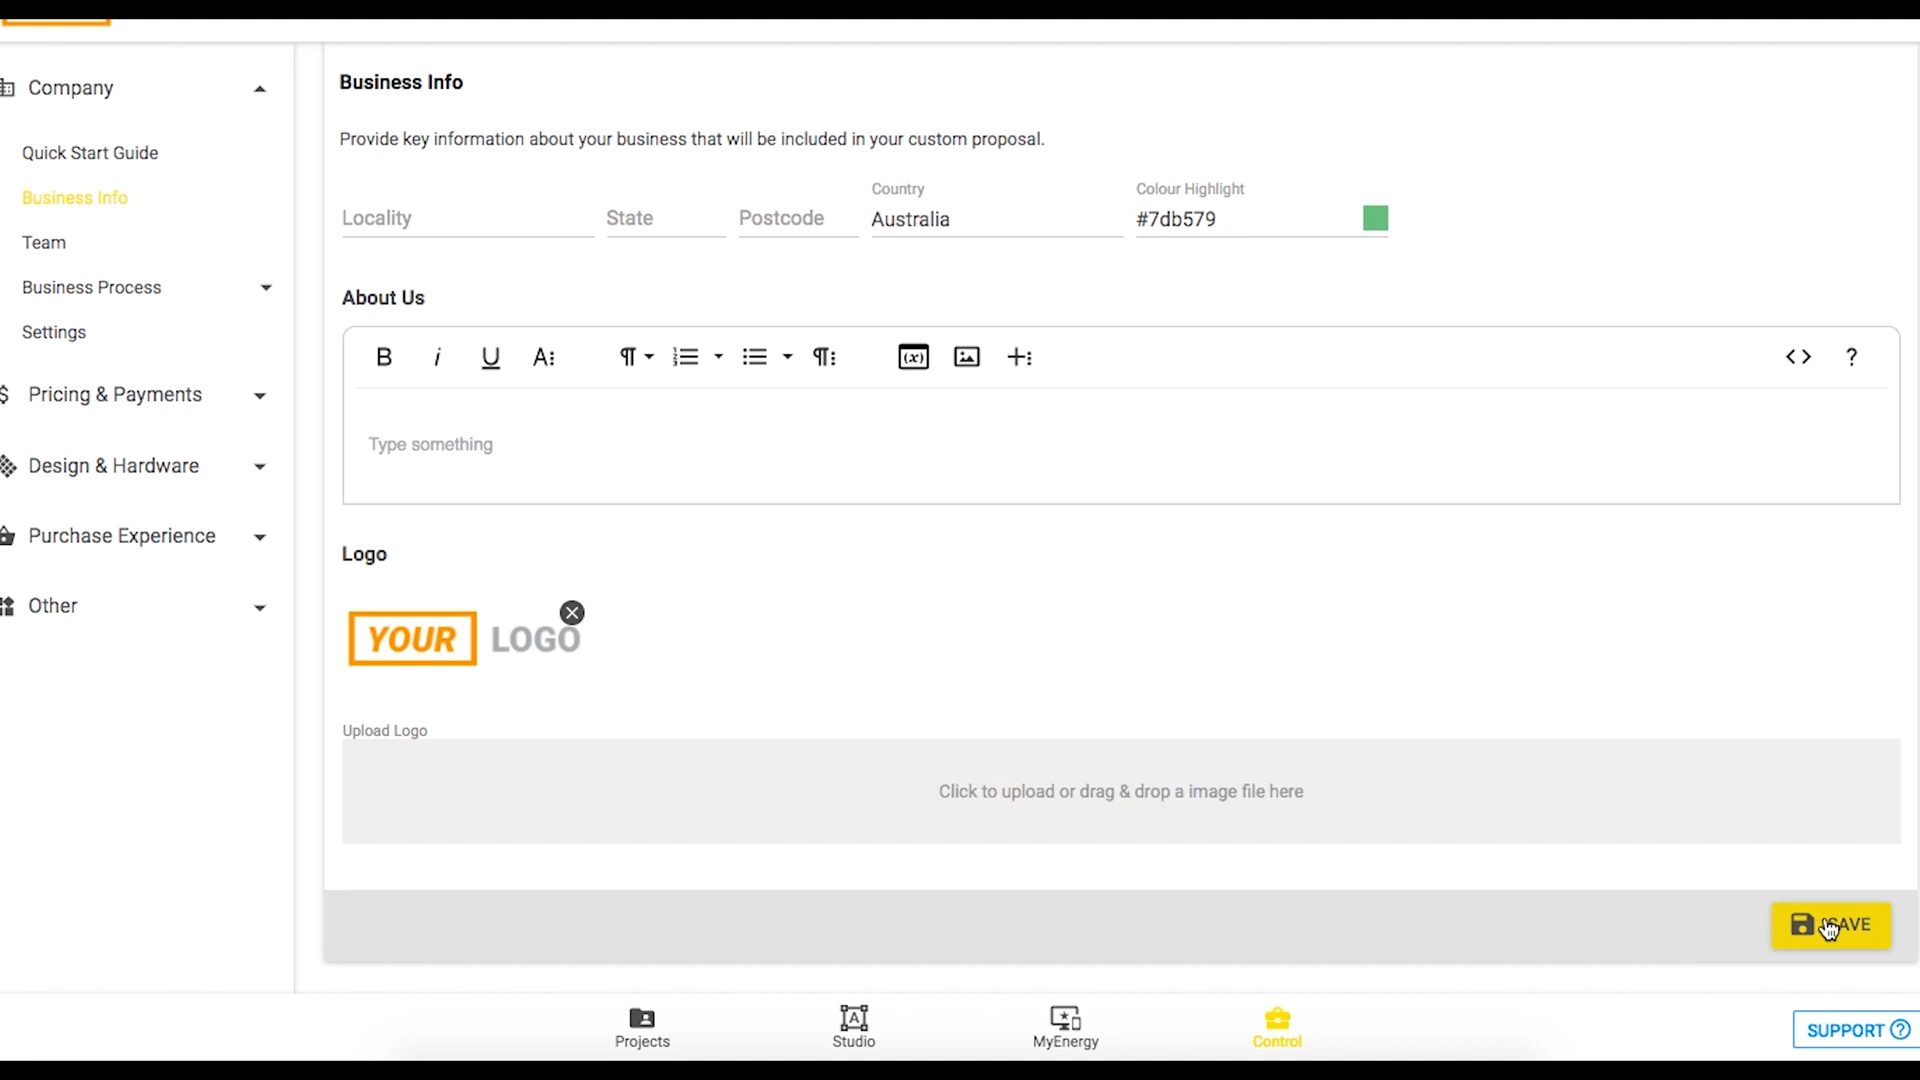 Company
Quick Start Guide
Business Info
Team
Business Process
Settings
Pricing & Payments
Design & Hardware
Purchase Experience
Other
Business Info
Provide key information about your business that will be included in your custom proposal.
Country
Colour Highlight
Locality
State
Postcode
Australia
#7db579
About Us
Type something
Logo
YOUR LOGO
Upload Logo
Click to upload or drag & drop a image file here
SAVE
Projects
Studio
MyEnergy
Control
SUPPORT